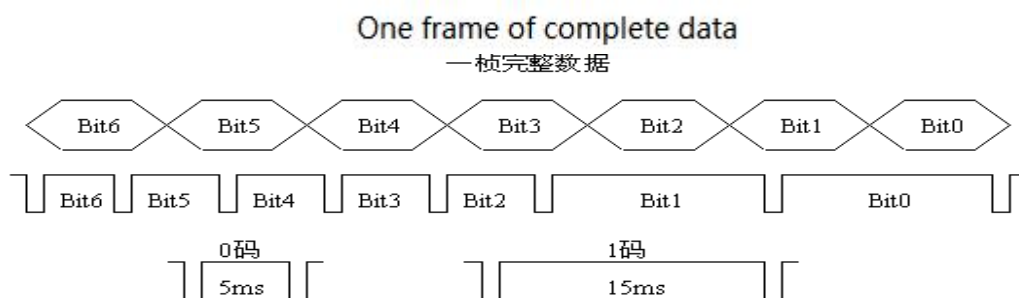 One frame of complete data
一桢完整数据
Bit6 Bit5 Bit4 Bit3 Bit2 Bit1 Bit0
Bit6 Bit5 Bit4 Bit3 Bit2 Bit1 Bit0
0码 1码
5ms 15ms